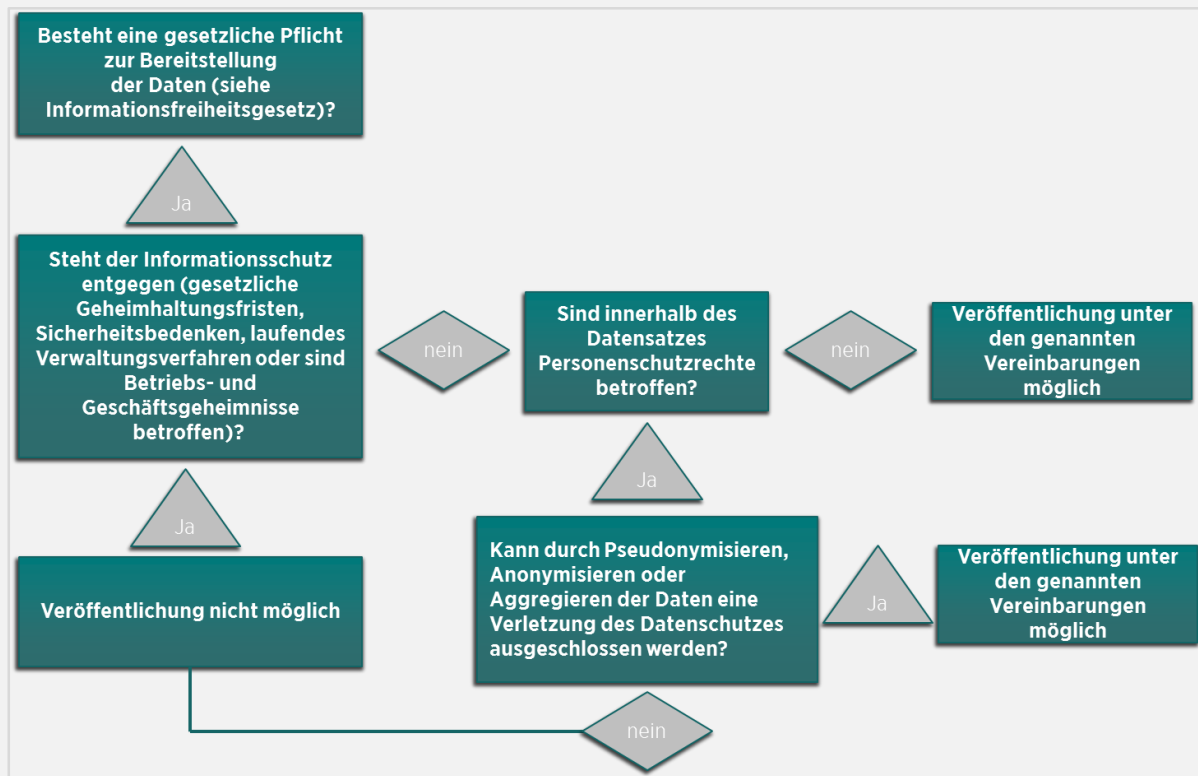 Besteht eine gesetzliche Pflicht
zur Bereitstellung
der Daten (siehe
Informationsfreiheitsgesetz)?
Ja
Steht der Informationsschutz
entgegen (gesetzliche
Geheimhaltungsfristen,
Sicherheitsbedenken, laufendes
Verwaltungsverfahren oder sind
Betriebs- und
Geschäftsgeheimnisse
betroffen)?
nein
Sind innerhalb des
Datensatzes
Personenschutzrechte
betroffen?
nein
Veröffentlichung unter
den genannten
Vereinbarungen
möglich
Ja
Ja
Veröffentlichung nicht möglich
Kann durch Pseudonymisieren,
Anonymisieren oder
Aggregieren der Daten eine
Verletzung des Datenschutzes
ausgeschlossen werden?
Ja
Veröffentlichung unter
den genannten
Vereinbarungen
möglich
nein